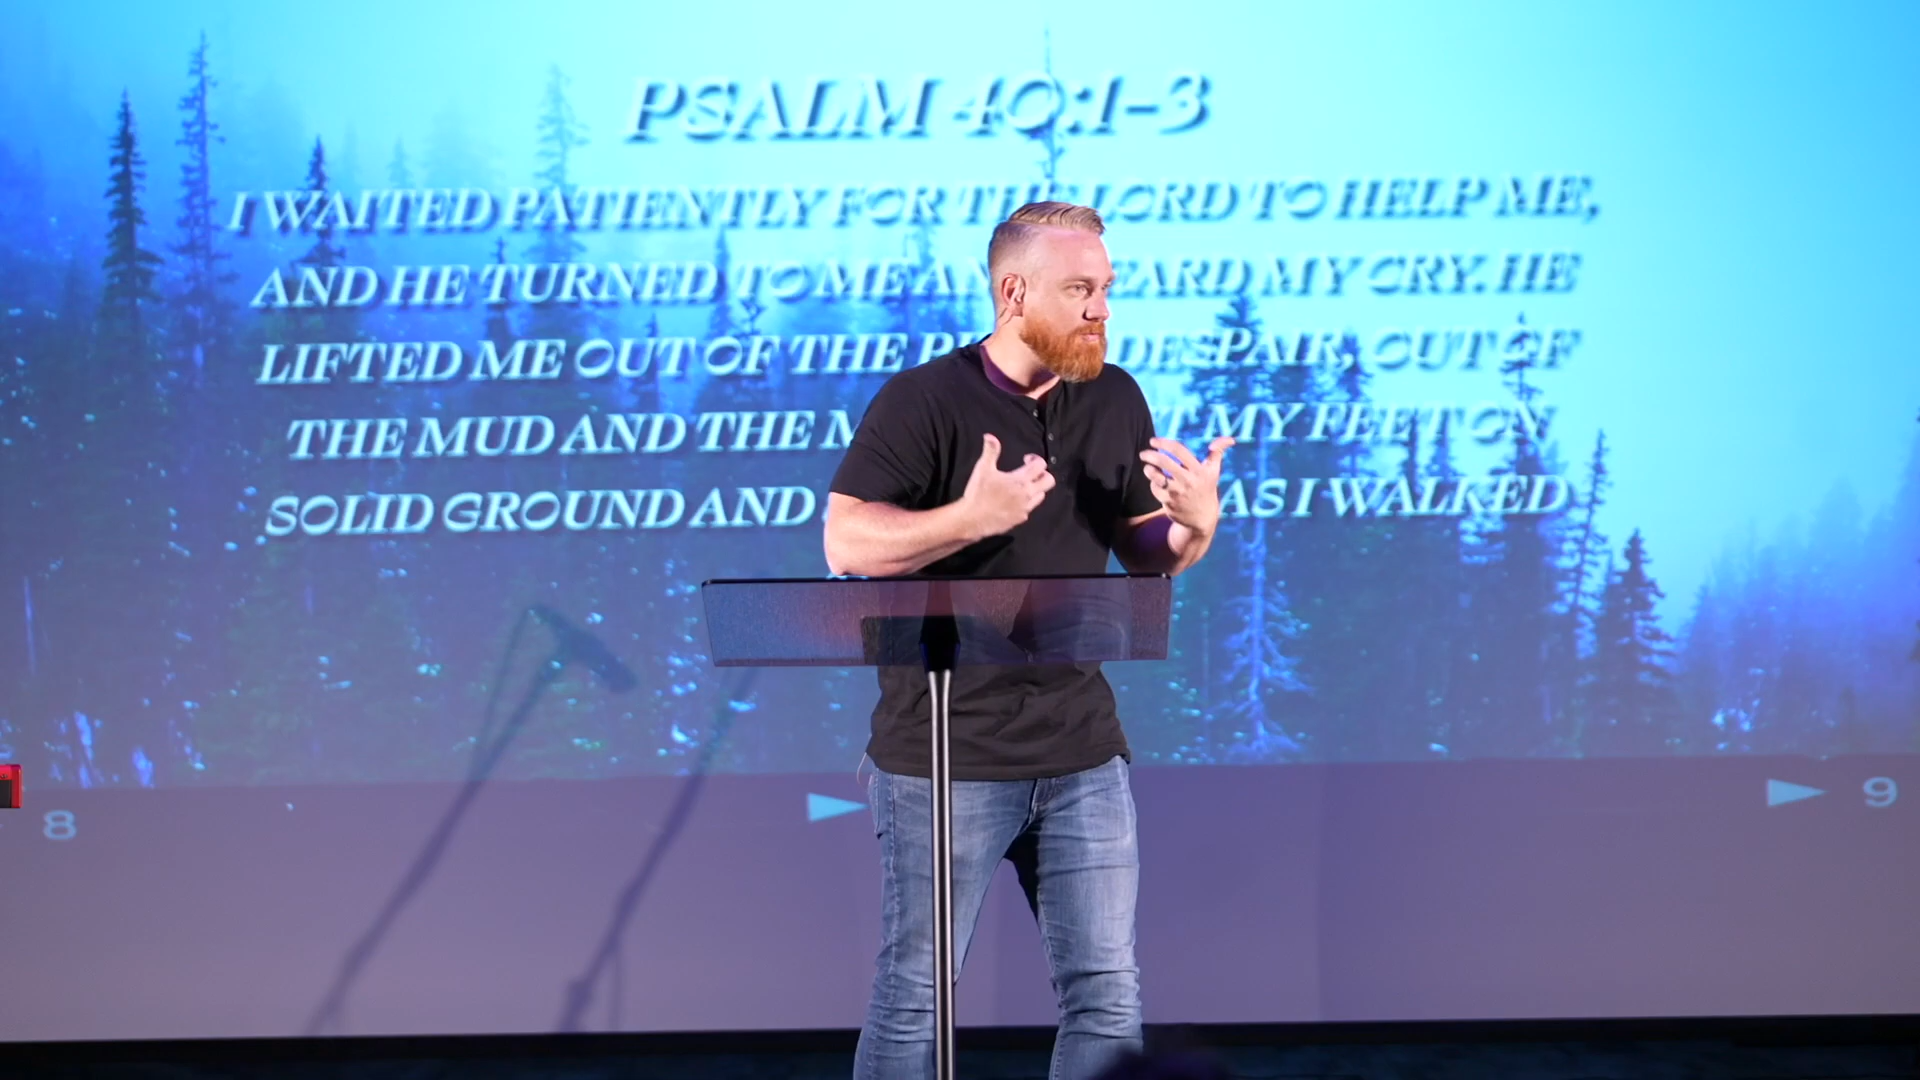 PSALM 40:1-3
I WAITED PATIENTLY FOR THE LORD TO HELP ME,
AND HE TURNED TO ME AN EARD MY CRY. HE
LIFTED ME OUT OF THE DESPAIR, OUT OF
THE MUD AND THE MY FEET ON
SOLID GROUND AND AS I WALKED
8 9